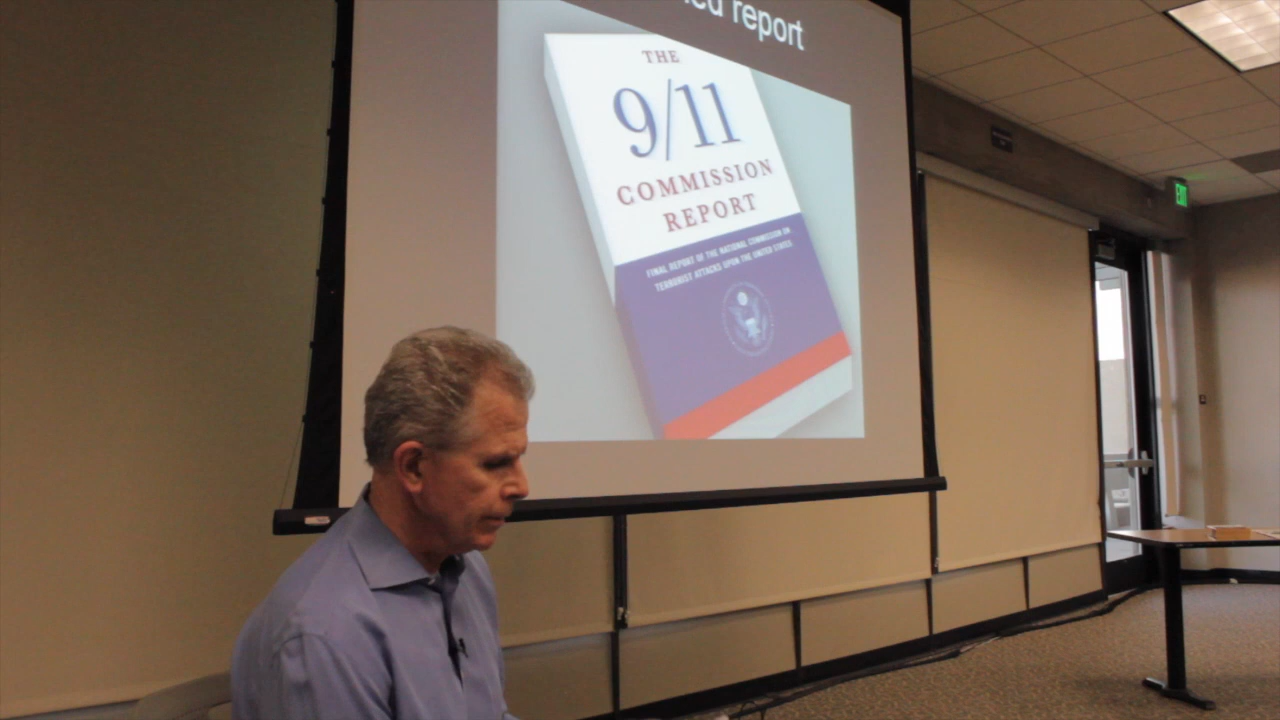 report
THE
9/11
COMMISSION
REPORT
FINAL REPORT OF THE NATIONAL COMMISSION ON
TERRORIST ATTACKS UPON THE UNITED STATES
EXIT